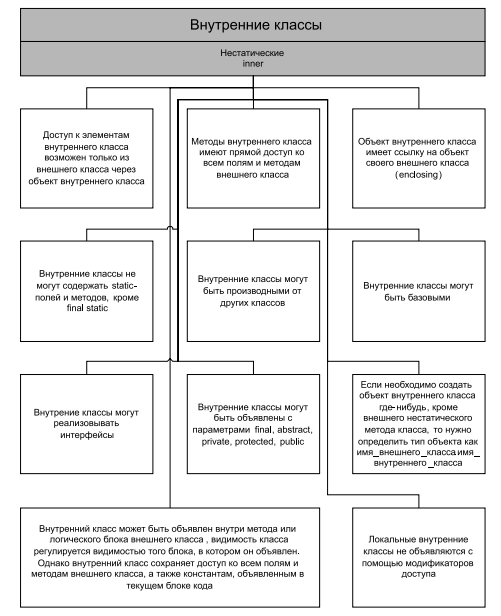 Внутренние классы
Нестатические
inner
Доступ к элементам
внутреннего класса
возможен только из
внешнего класса через
объект внутреннего класса
Методы внутреннего класса
имеют прямой доступ ко
всем полям и методам
внешнего класса
Объект внутреннего класса
имеет ссылку на объект
своего внешнего класса
(enclosing)
Внутренние классы не
могут содержать static-
полей и методов, кроме
final static
Внутренние классы могут
быть производными от
других классов
Внутренние классы могут
быть базовыми
Внутрение классы могут
реализовывать
интерфейсы
Внутренние классы могут
быть объявлены с
параметрами final, abstract,
private, protected, public
Если необходимо создать
объект внутреннего класса
где-нибудь, кроме
внешнего нестатического
метода класса, то нужно
определить тип объекта как
имя_внешнего_класса.имя_
внутреннего_класса
Внутренний класс может быть объявлен внутри метода или
логического блока внешнего класса , видимость класса
регулируется видимостью того блока, в котором он объявлен.
Однако внутренний класс сохраняет доступ ко всем полям и
методам внешнего класса, а также константам, объявленным в
текущем блоке кода
Локальные внутренние
классы не объявляются с
помощью модификаторов
доступа